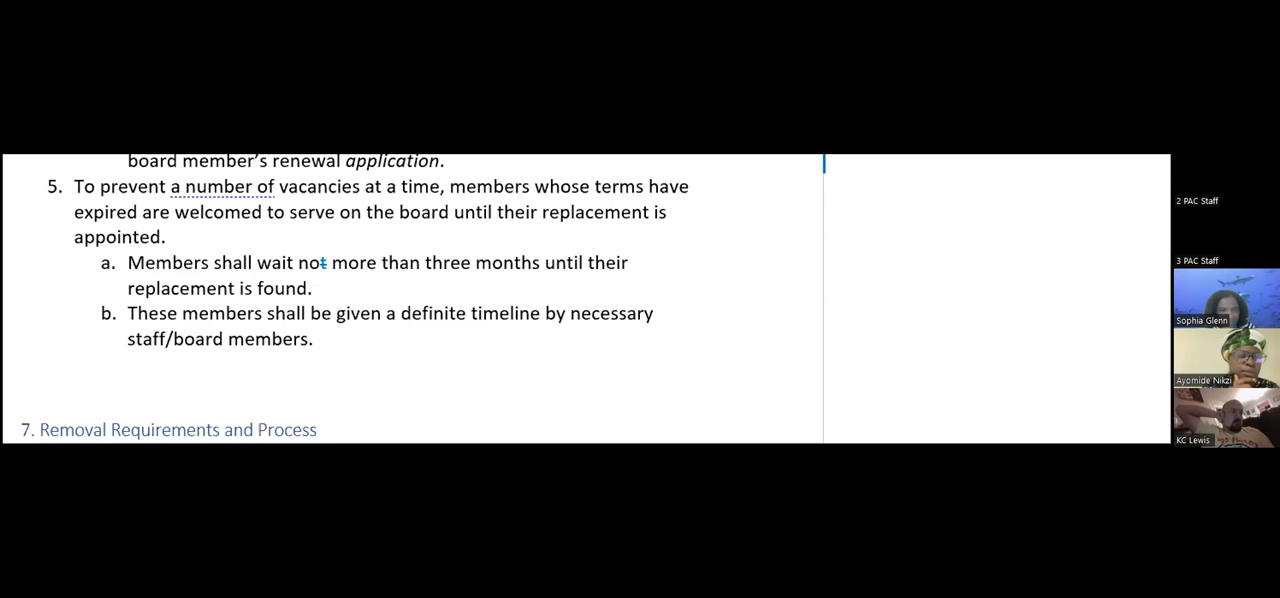 board member's renewal application.
5. To prevent a number of vacancies at a time, members whose terms have
expired are welcomed to serve on the board until their replacement is
appointed.
a. Members shall wait not more than three months until their
replacement is found.
b. These members shall be given a definite timeline by necessary
staff/board members.
7. Removal Requirements and Process
2 PAC Staff
3 PAC Staff
Sophia Glenn
Ayomide Nikzi
KC Lewis